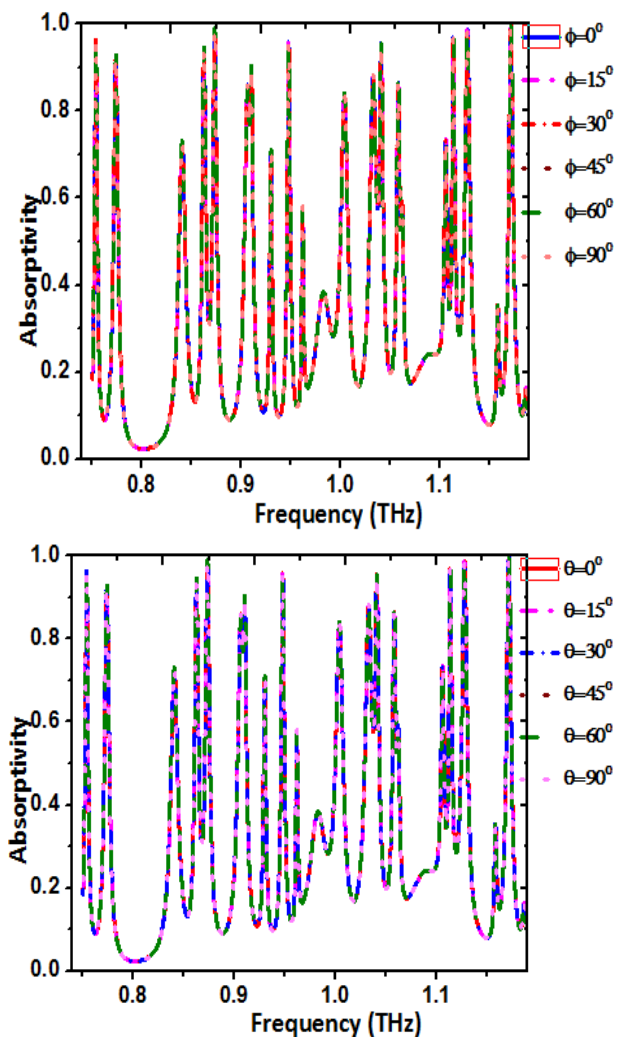 1.0
0.8
0.6
0.4
0.2
0.0
Absorptivity
0.8 0.9 1.0 1.1
Frequency (THz)
ϕ=0⁰
ϕ=15⁰
ϕ=30⁰
ϕ=45⁰
ϕ=60⁰
ϕ=90⁰
1.0
0.8
0.6
0.4
0.2
0.0
Absorptivity
0.8 0.9 1.0 1.1
Frequency (THz)
θ=0⁰
θ=15⁰
θ=30⁰
θ=45⁰
θ=60⁰
θ=90⁰